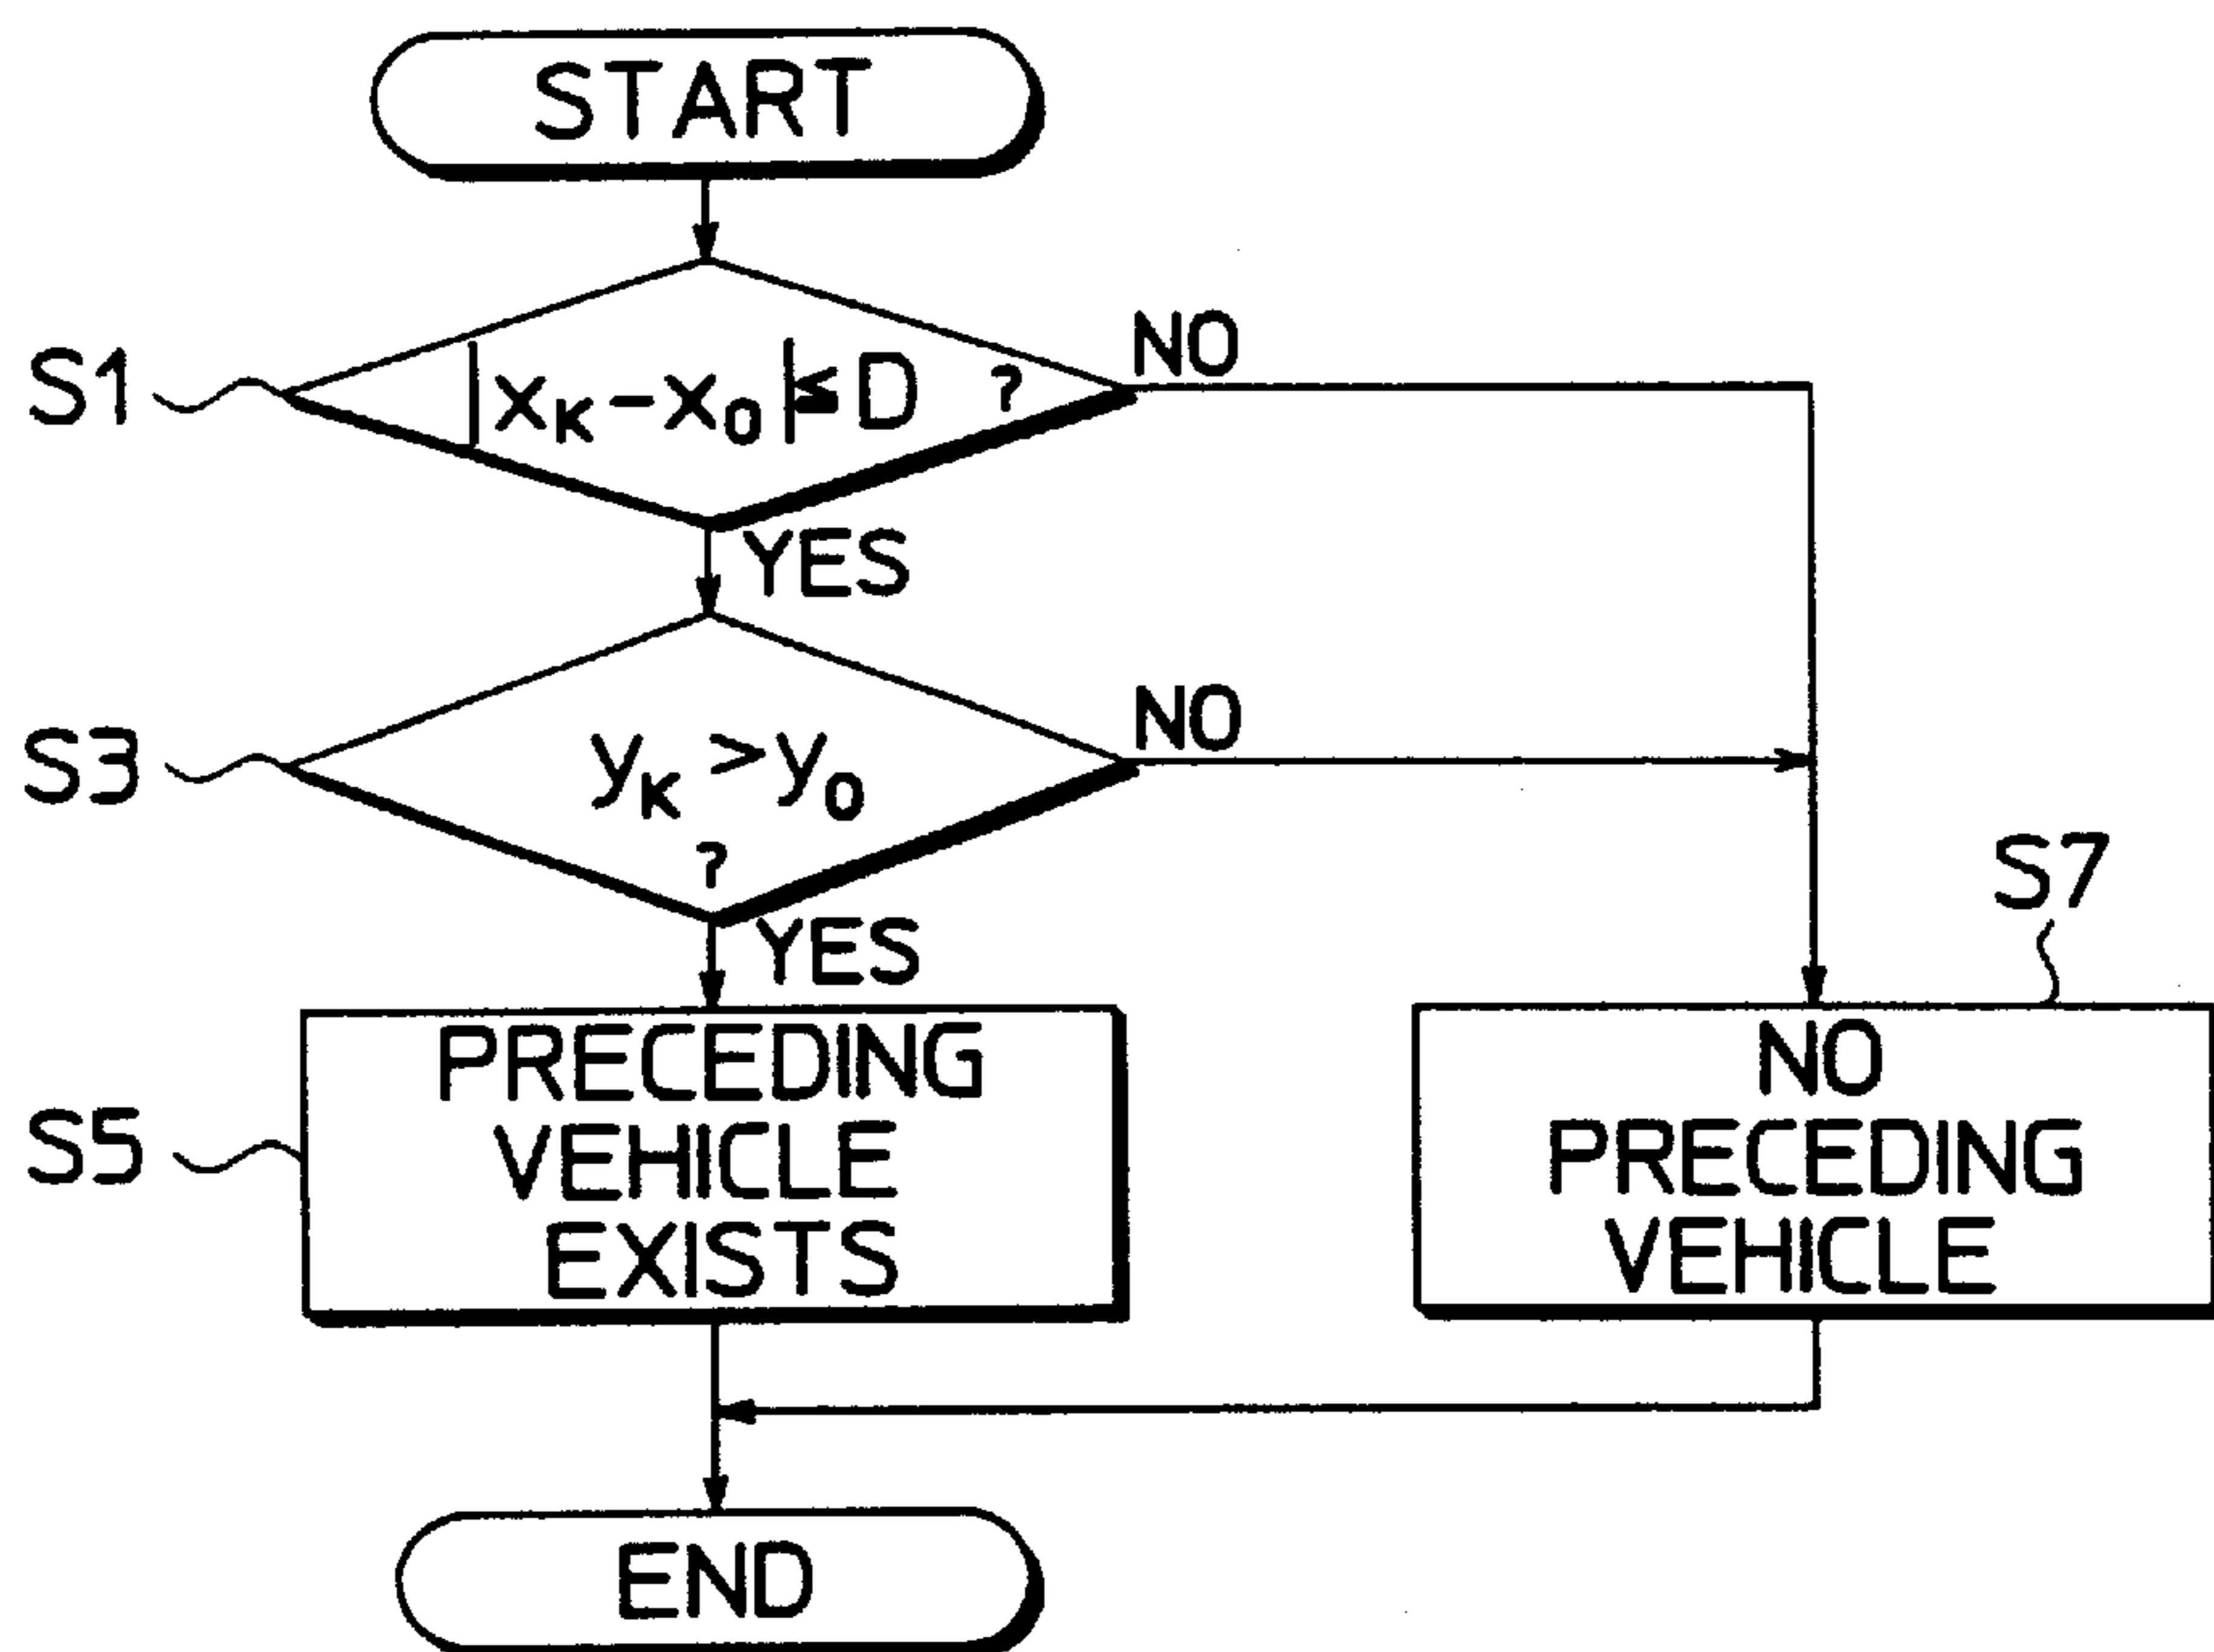 START
S1
|xK-x0|≤D ?
NO
YES
S3
yK>y0
?
NO
YES
S7
S5
PRECEDING
VEHICLE
EXISTS
NO
PRECEDING
VEHICLE
END